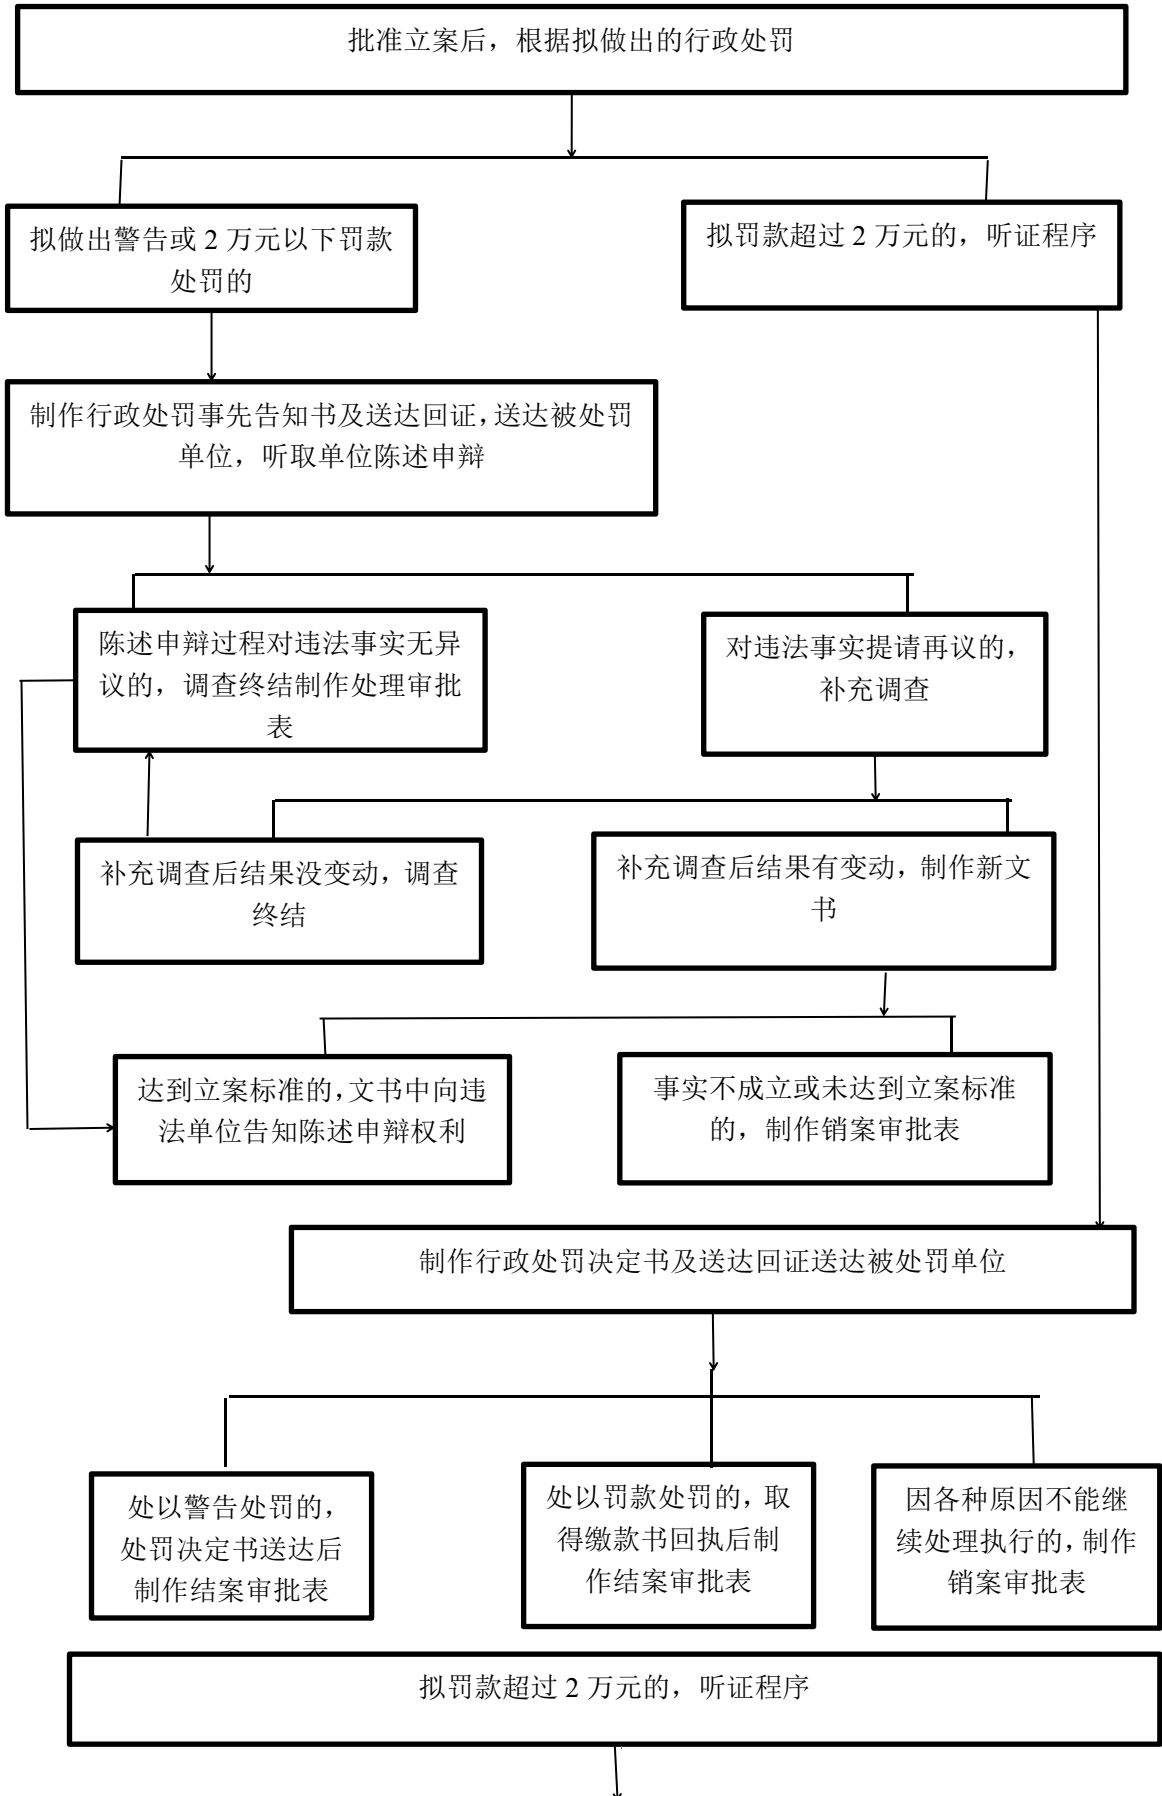 批准立案后，根据拟做出的行政处罚
拟做出警告或 2 万元以下罚款
处罚的
拟罚款超过 2 万元的，听证程序
制作行政处罚事先告知书及送达回证，送达被处罚
单位，听取单位陈述申辩
陈述申辩过程对违法事实无异
议的，调查终结制作处理审批
表
对违法事实提请再议的，
补充调查
补充调查后结果没变动，调查
终结
补充调查后结果有变动，制作新文
书
达到立案标准的，文书中向违
法单位告知陈述申辩权利
事实不成立或未达到立案标准
的，制作销案审批表
制作行政处罚决定书及送达回证送达被处罚单位
处以警告处罚的，
处罚决定书送达后
制作结案审批表
处以罚款处罚的，取
得缴款书回执后制
作结案审批表
因各种原因不能继
续处理执行的，制作
销案审批表
拟罚款超过 2 万元的，听证程序